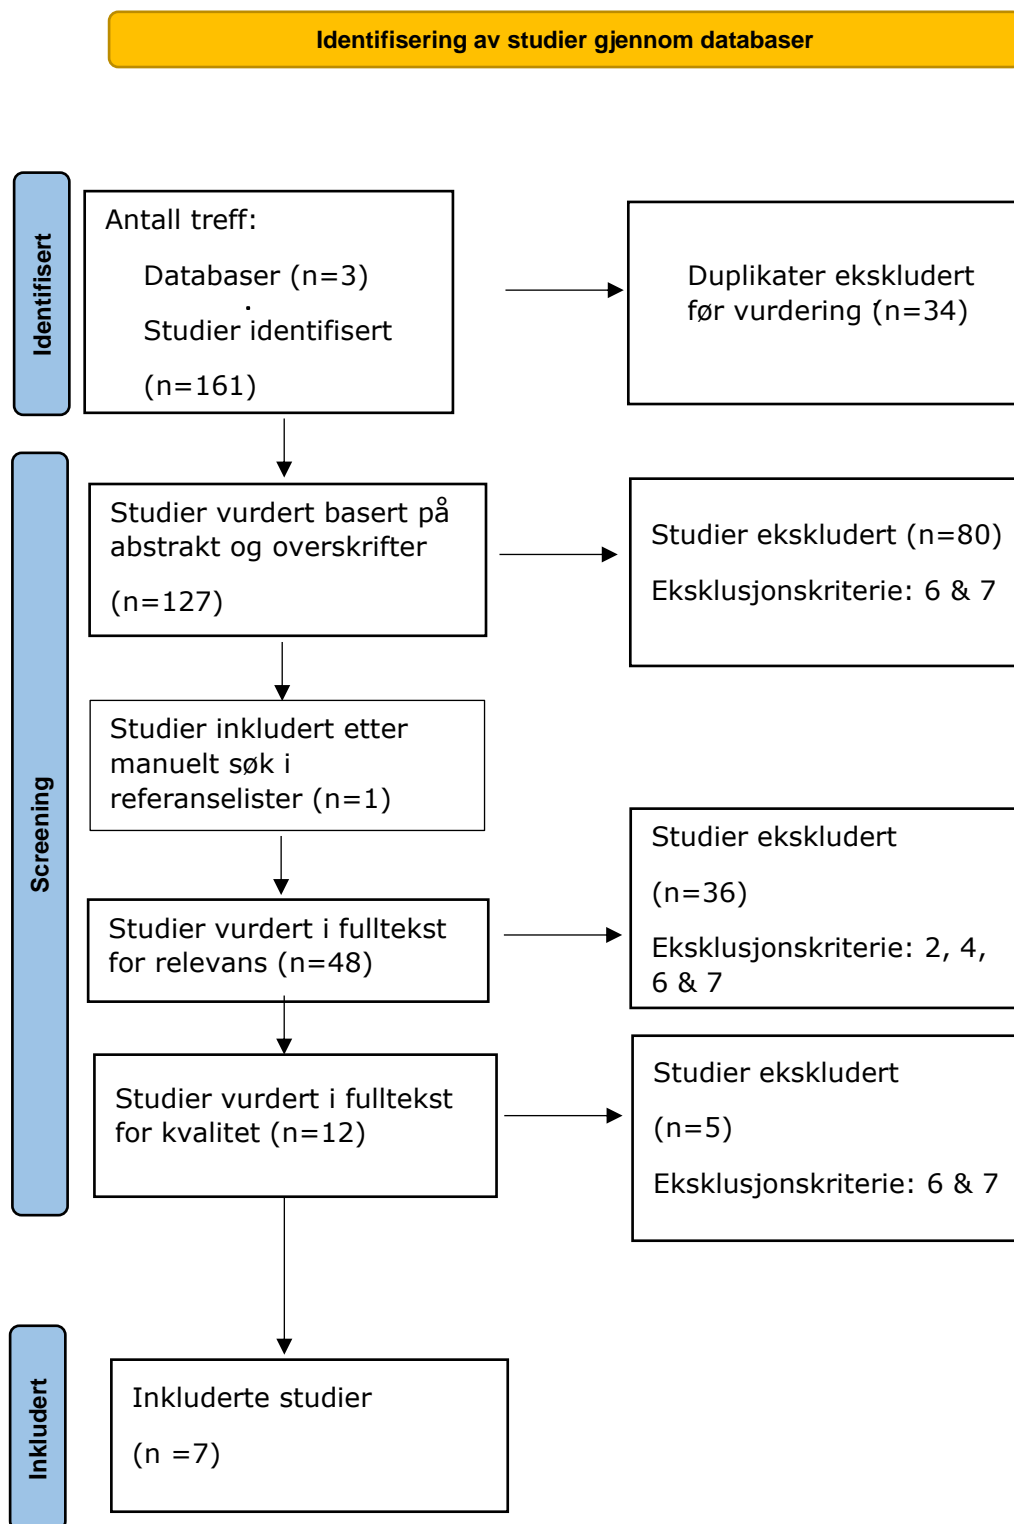 Identifisering av studier gjennom databaser
Identifisert
Antall treff:
Databaser (n=3)
.
Studier identifisert
(n=161)
Duplikater ekskludert
før vurdering (n=34)
Screening
Studier vurdert basert på
abstrakt og overskrifter
(n=127)
Studier ekskludert (n=80)
Eksklusjonskriterie: 6 & 7
Studier inkludert etter
manuelt søk i
referanselister (n=1)
Studier vurdert i fulltekst
for relevans (n=48)
Studier ekskludert
(n=36)
Eksklusjonskriterie: 2, 4,
6 & 7
Studier vurdert i fulltekst
for kvalitet (n=12)
Studier ekskludert
(n=5)
Eksklusjonskriterie: 6 & 7
Inkludert
Inkluderte studier
(n =7)